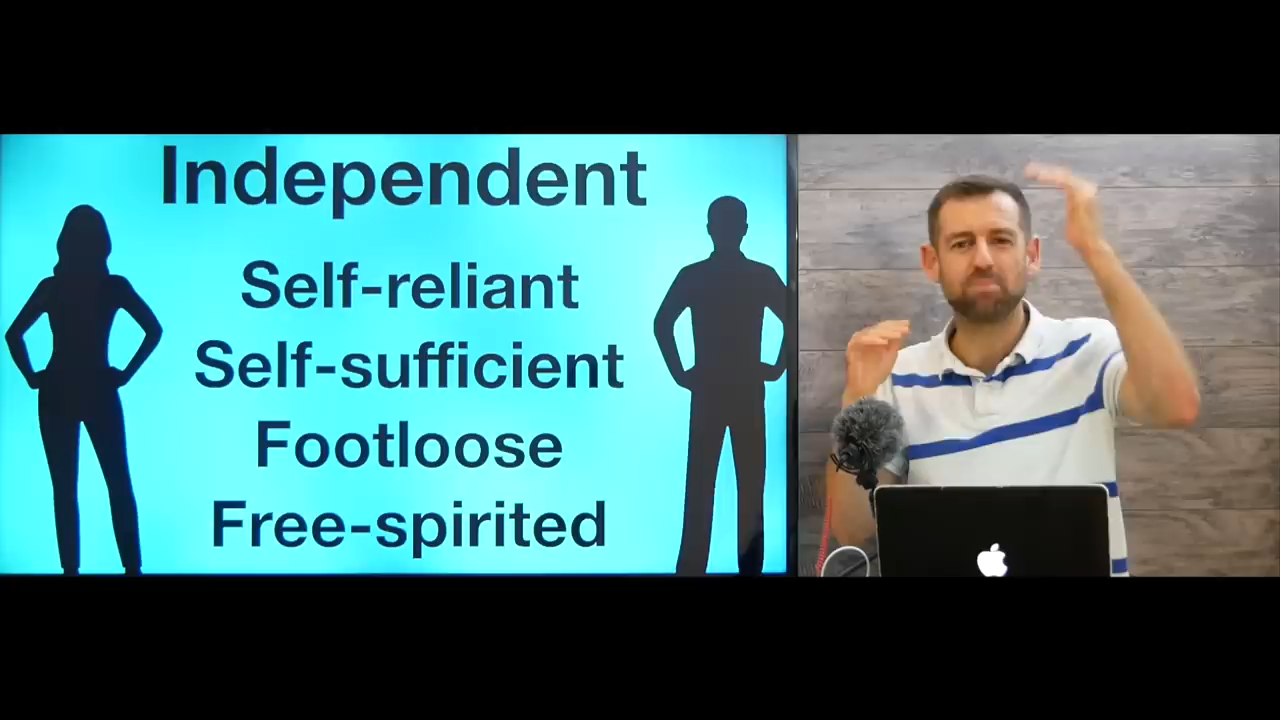 Independent
Self-reliant
Self-sufficient
Footloose
Free-spirited